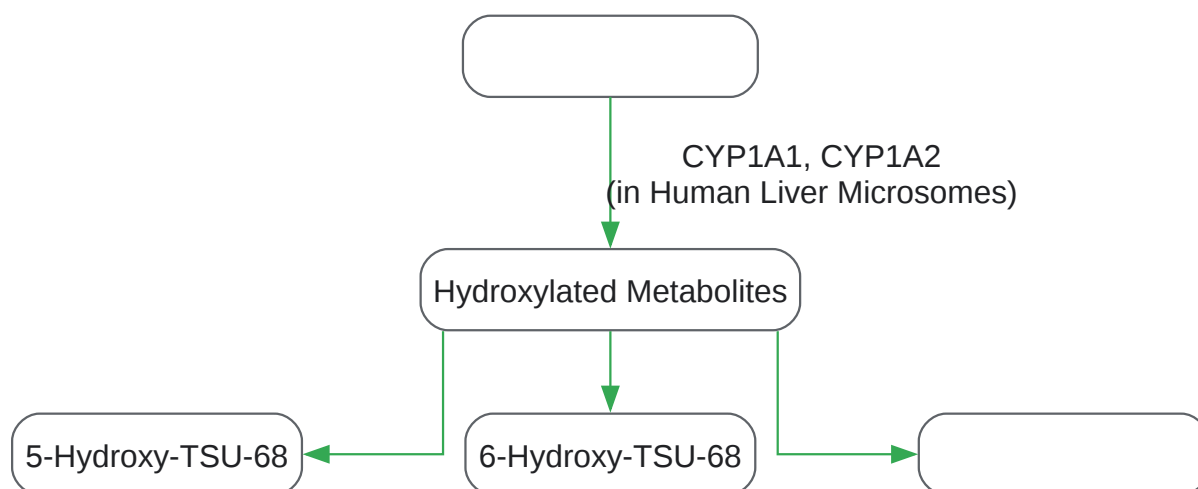 CYP1A1, CYP1A2
(in Human Liver Microsomes)
Hydroxylated Metabolites
5-Hydroxy-TSU-68
6-Hydroxy-TSU-68